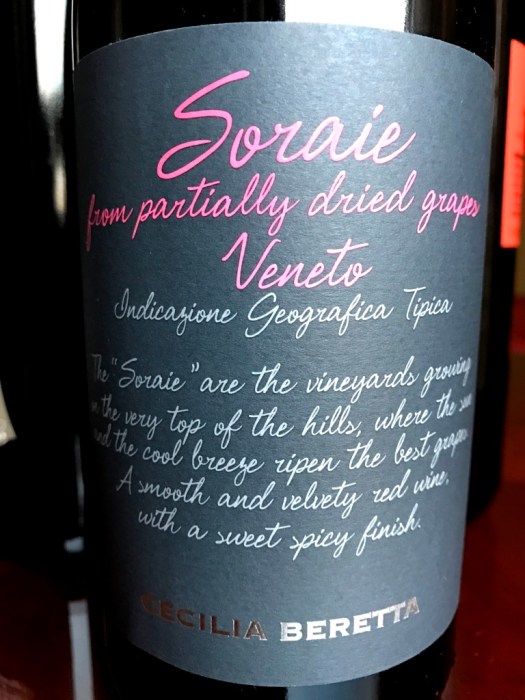 Soraie
from partially dried grapes
Veneto
Indicazione Geografica Tipica
The "Soraie" are the vineyards growing
on the very top of the hills, where the sun
and the cool breeze ripen the best grapes.
A smooth and velvety red wine,
with a sweet spicy finish.
CECILIA BERETTA